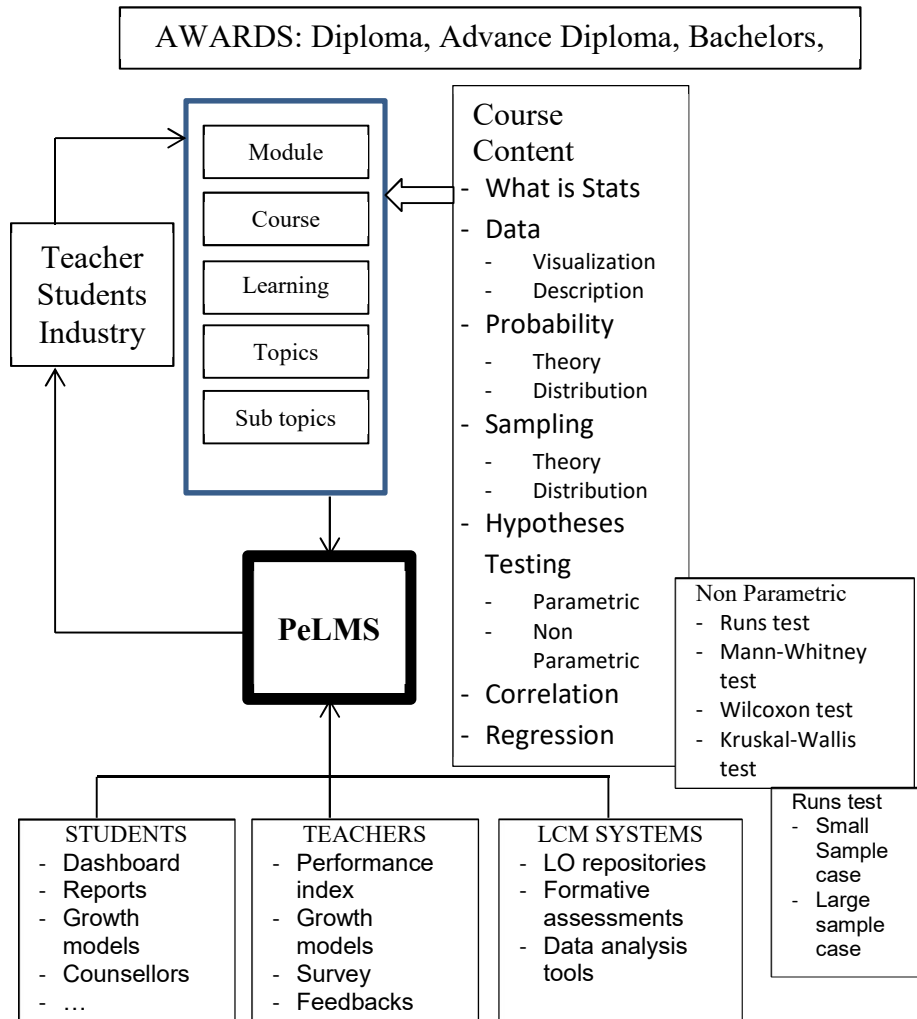 AWARDS: Diploma, Advance Diploma, Bachelors,
Module
Course
Learning
Topics
Sub topics
Teacher
Students
Industry
PeLMS
Course
Content
- What is Stats
- Data
- Visualization
- Description
- Probability
- Theory
- Distribution
- Sampling
- Theory
- Distribution
- Hypotheses
Testing
- Parametric
- Non
Parametric
- Correlation
- Regression
Non Parametric
- Runs test
- Mann-Whitney
test
- Wilcoxon test
- Kruskal-Wallis
test
Runs test
- Small
Sample
case
- Large
sample
case
STUDENTS
- Dashboard
- Reports
- Growth
models
- Counsellors
- ...
TEACHERS
- Performance
index
- Growth
models
- Survey
- Feedbacks
LCM SYSTEMS
- LO repositories
- Formative
assessments
- Data analysis
tools